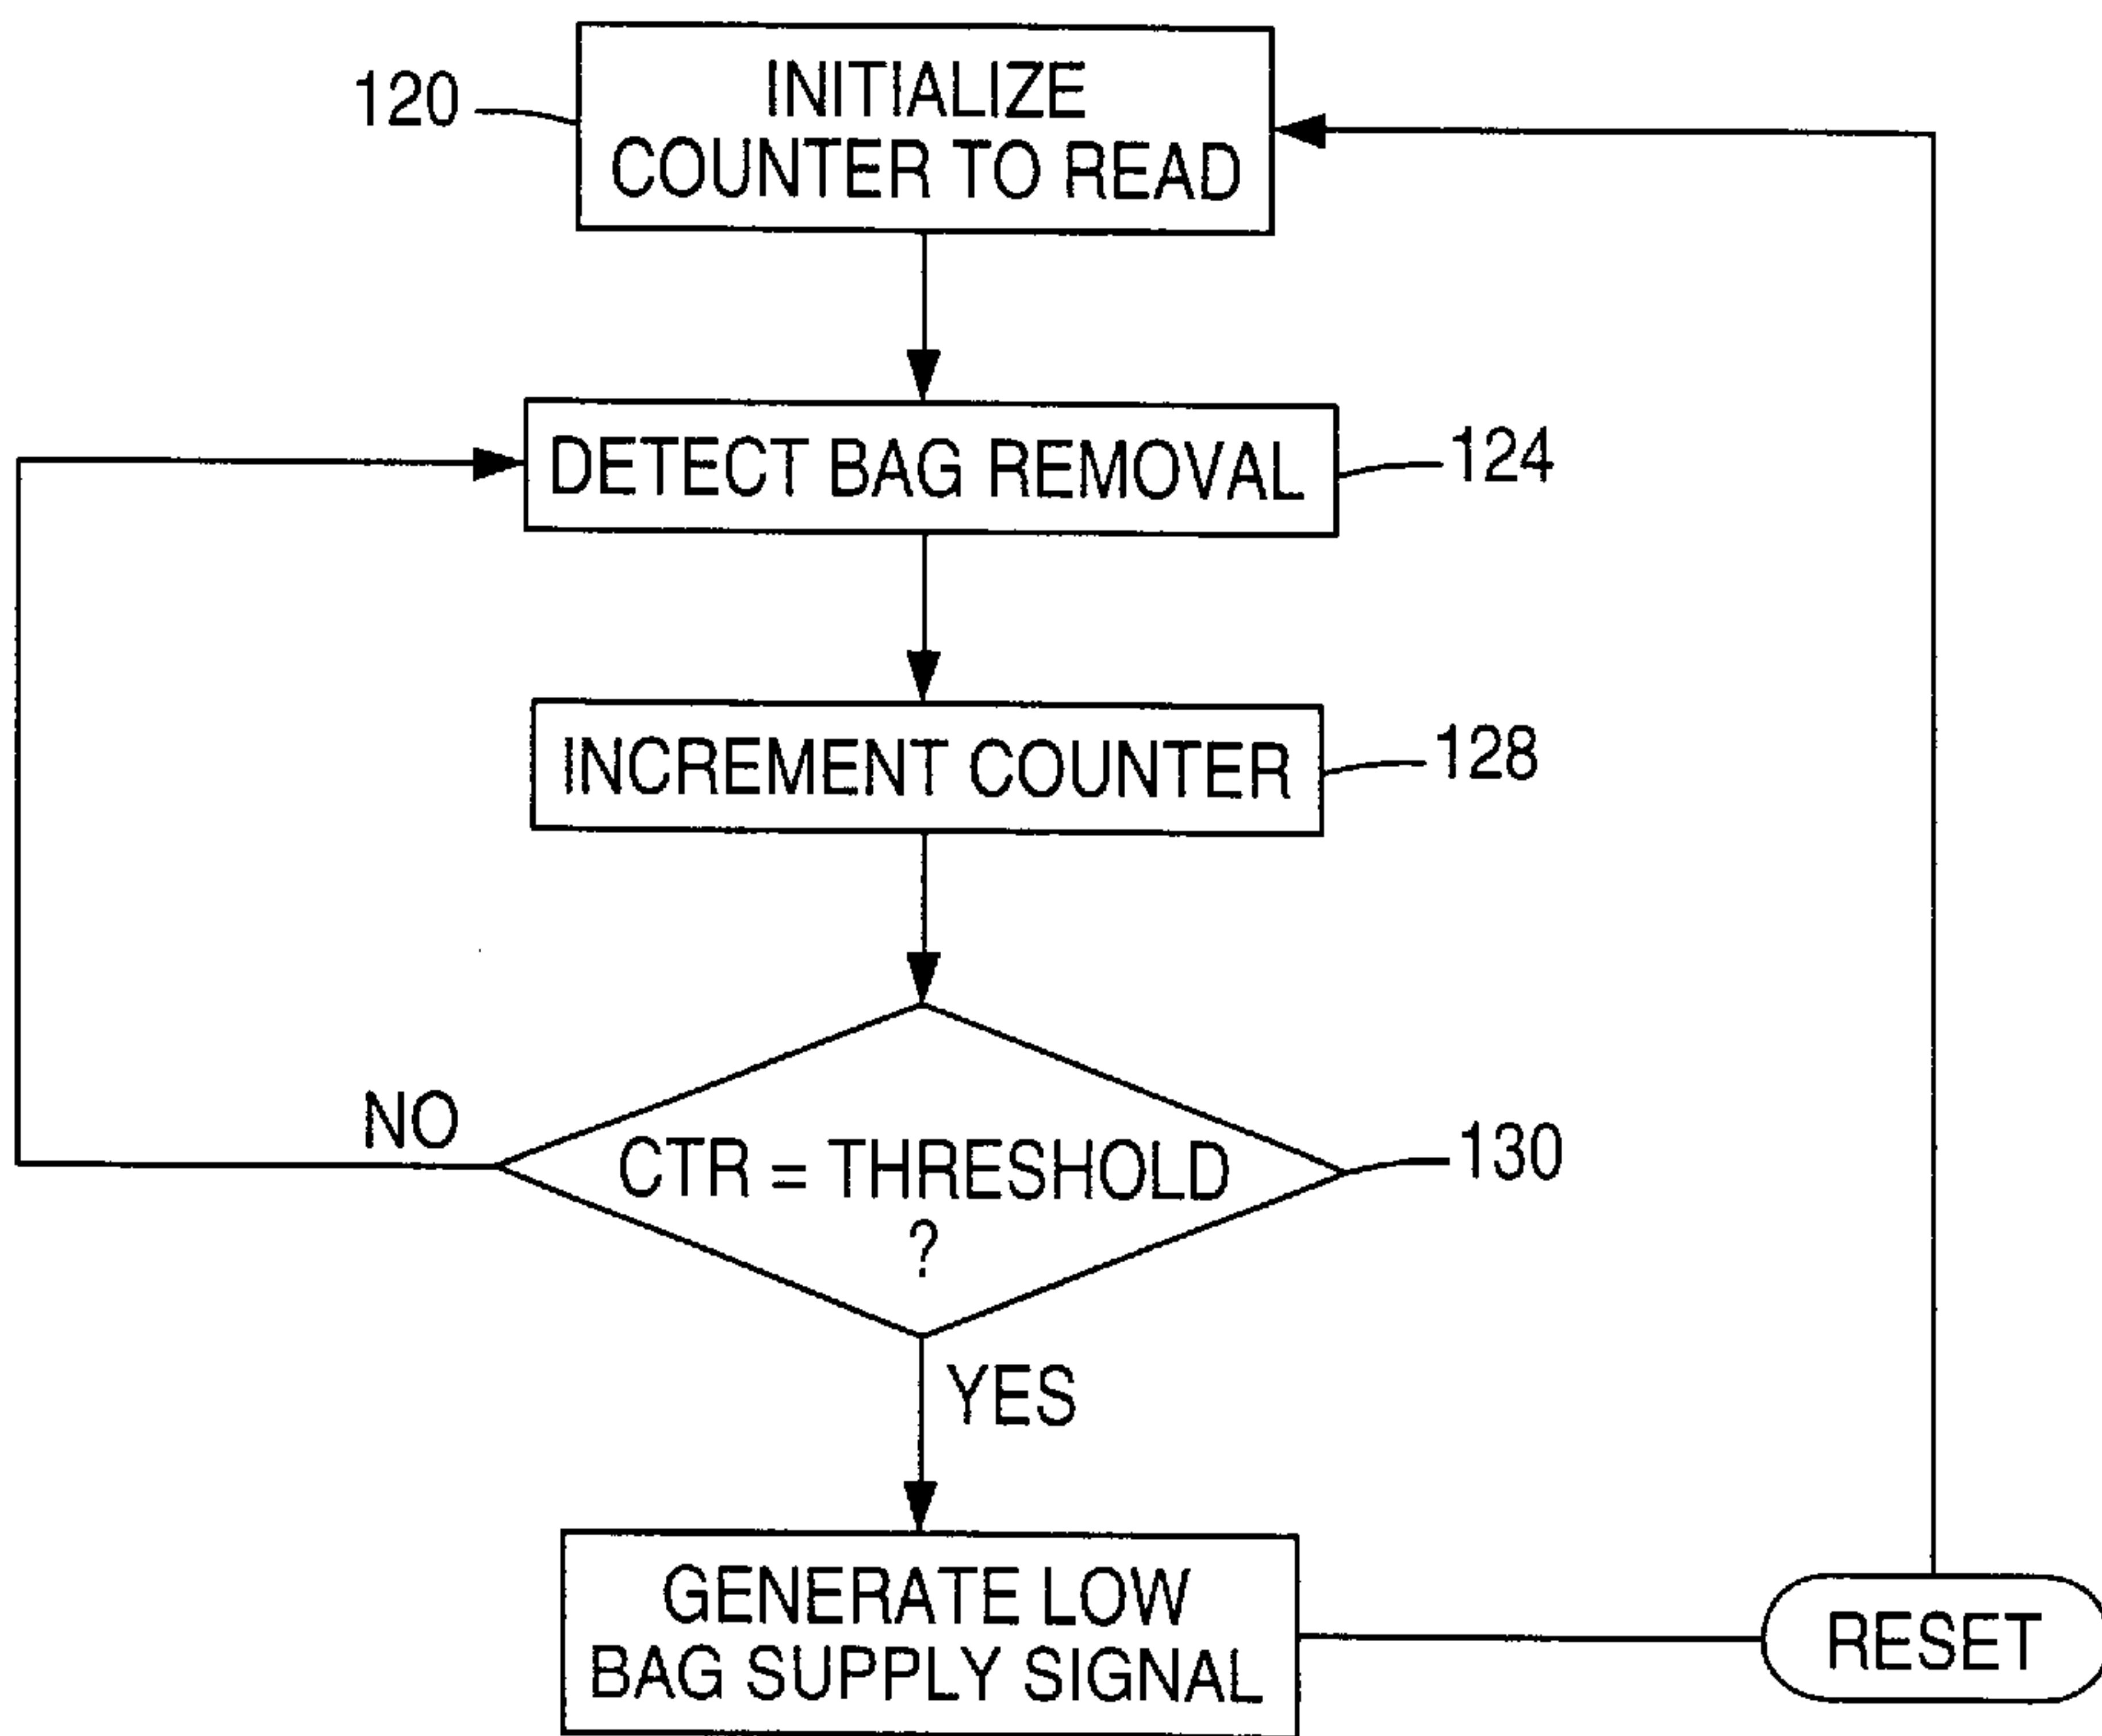 120
INITIALIZE
COUNTER TO READ
DETECT BAG REMOVAL
124
INCREMENT COUNTER
128
NO
CTR = THRESHOLD
?
130
YES
GENERATE LOW
BAG SUPPLY SIGNAL
RESET